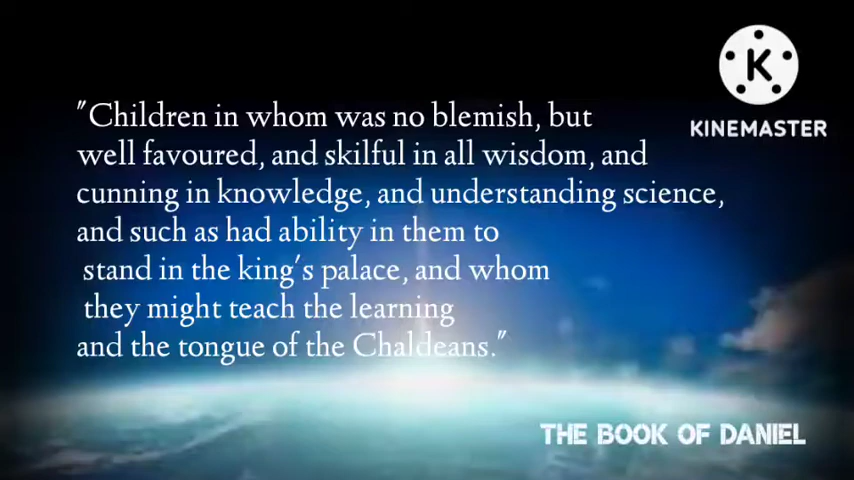 "Children in whom was no blemish, but
well favoured, and skilful in all wisdom, and
cunning in knowledge, and understanding science,
and such as had ability in them to
stand in the king's palace, and whom
they might teach the learning
and the tongue of the Chaldeans."
THE BOOK OF DANIEL
K
KINEMASTER